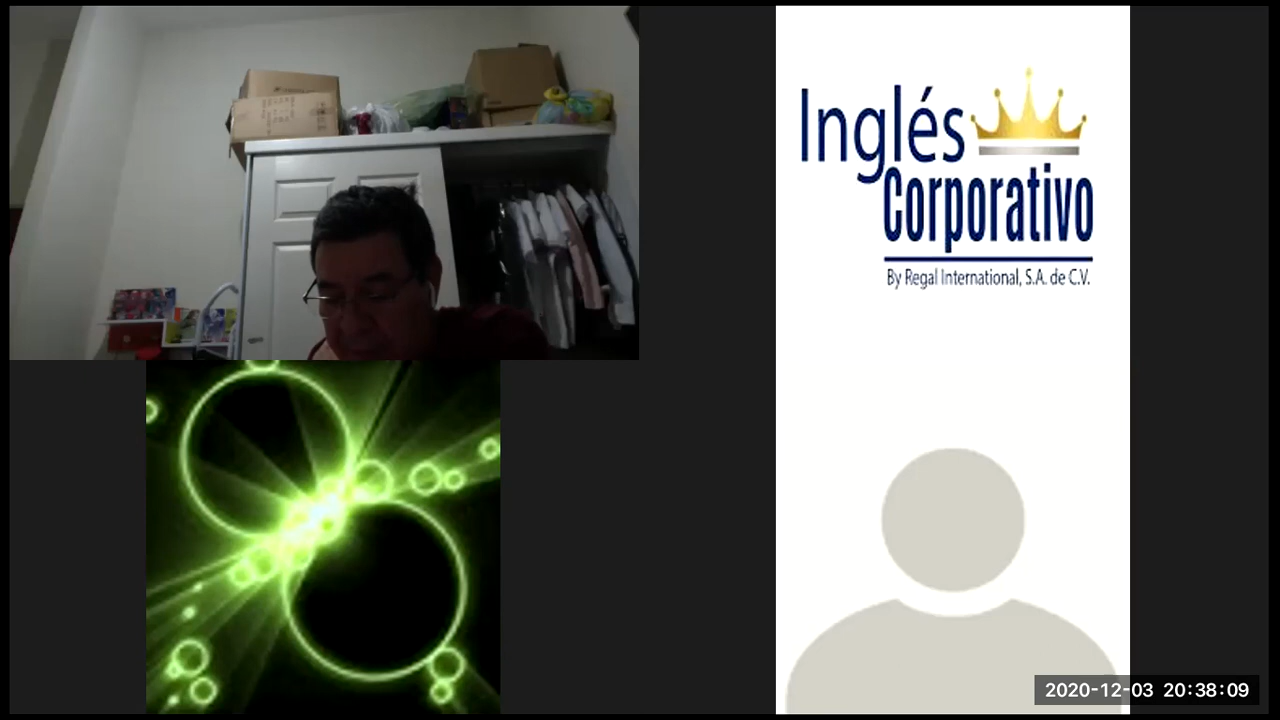 Inglés
Corporativo
By Regal International, S.A. de C.V.
2020-12-03 20:38:09